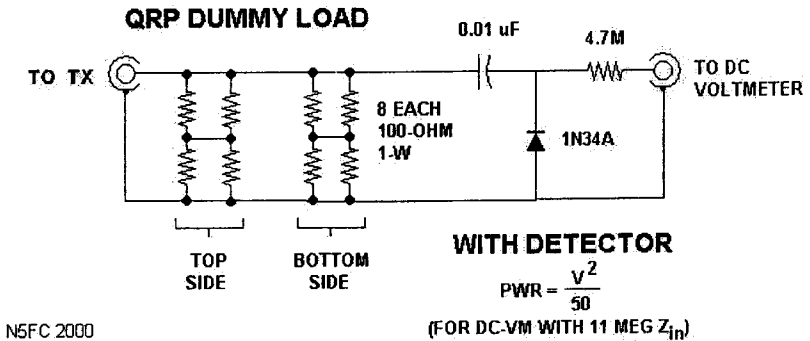 QRP DUMMY LOAD
0.01 uF
4.7M
TO TX
TO DC
VOLTMETER
8 EACH
100-OHM
1-W
1N34A
TOP
SIDE
BOTTOM
SIDE
WITH DETECTOR
PWR = V²/50
(FOR DC-VM WITH 11 MEG Zin)
N5FC 2000